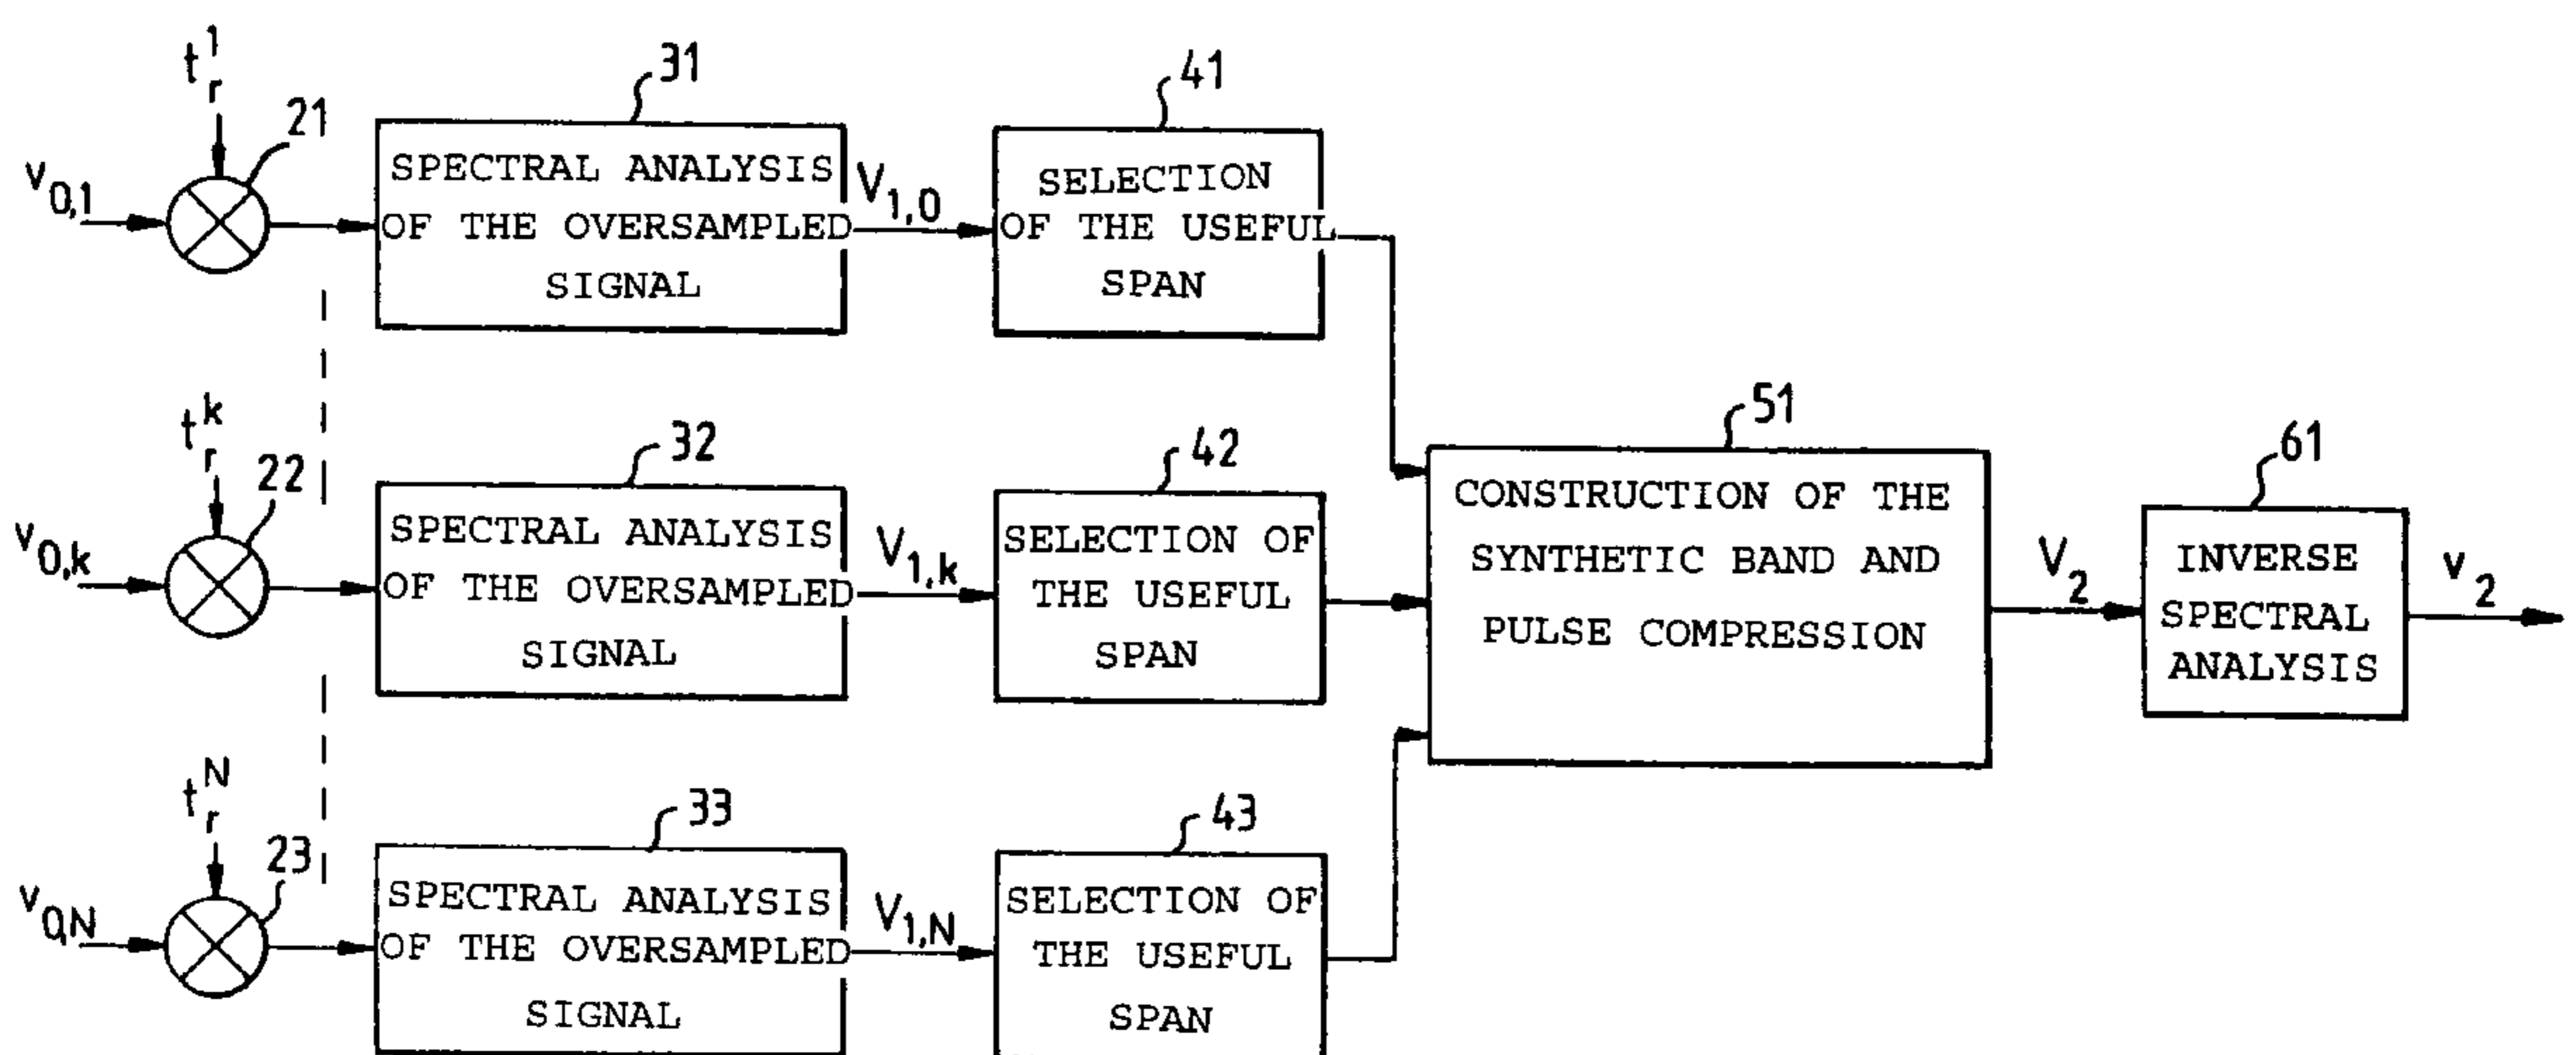 t_r^1
21
v_0,1
31
SPECTRAL ANALYSIS
OF THE OVERSAMPLED
SIGNAL
V_1,0
41
SELECTION
OF THE USEFUL
SPAN
t_r^k
22
v_0,k
32
SPECTRAL ANALYSIS
OF THE OVERSAMPLED
SIGNAL
V_1,k
42
SELECTION OF
THE USEFUL
SPAN
t_r^N
23
v_0,N
33
SPECTRAL ANALYSIS
OF THE OVERSAMPLED
SIGNAL
V_1,N
43
SELECTION OF
THE USEFUL
SPAN
51
CONSTRUCTION OF THE
SYNTHETIC BAND AND
PULSE COMPRESSION
V_2
61
INVERSE
SPECTRAL
ANALYSIS
v_2